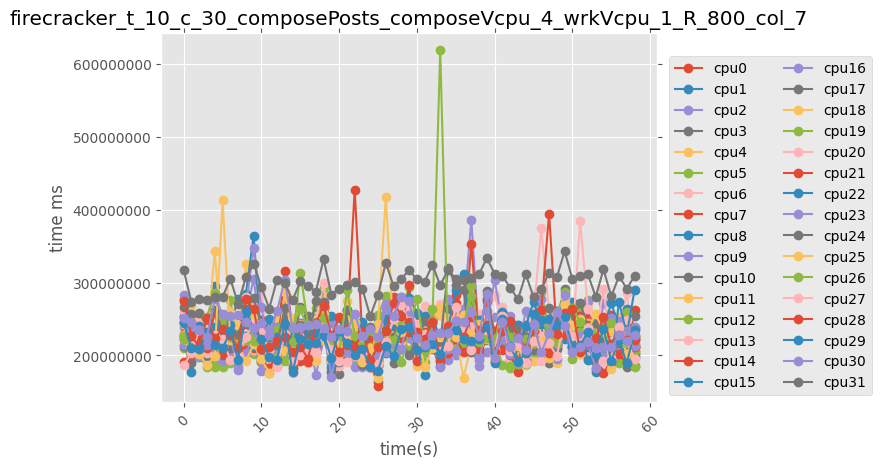 firecracker_t_10_c_30_composePosts_composeVcpu_4_wrkVcpu_1_R_800_col_7
time ms
600000000
500000000
400000000
300000000
200000000
0
10
20
30
40
50
60
time(s)
cpu0
cpu1
cpu2
cpu3
cpu4
cpu5
cpu6
cpu7
cpu8
cpu9
cpu10
cpu11
cpu12
cpu13
cpu14
cpu15
cpu16
cpu17
cpu18
cpu19
cpu20
cpu21
cpu22
cpu23
cpu24
cpu25
cpu26
cpu27
cpu28
cpu29
cpu30
cpu31